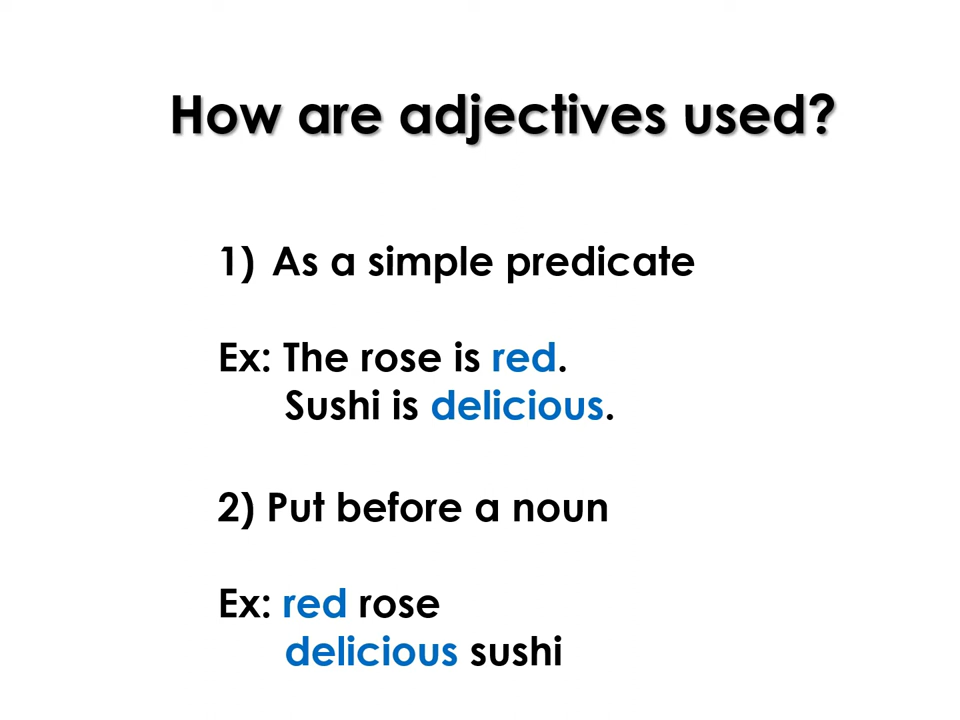 How are adjectives used?
1) As a simple predicate
Ex: The rose is red.
Sushi is delicious.
2) Put before a noun
Ex: red rose
delicious sushi